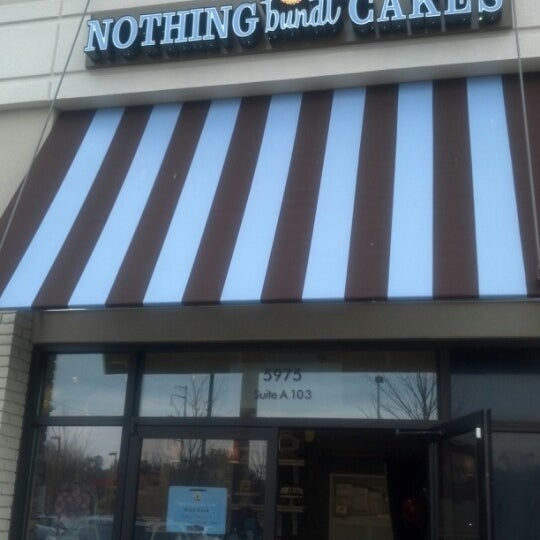 NOTHING bundt CAKES
5975
Suite A 103